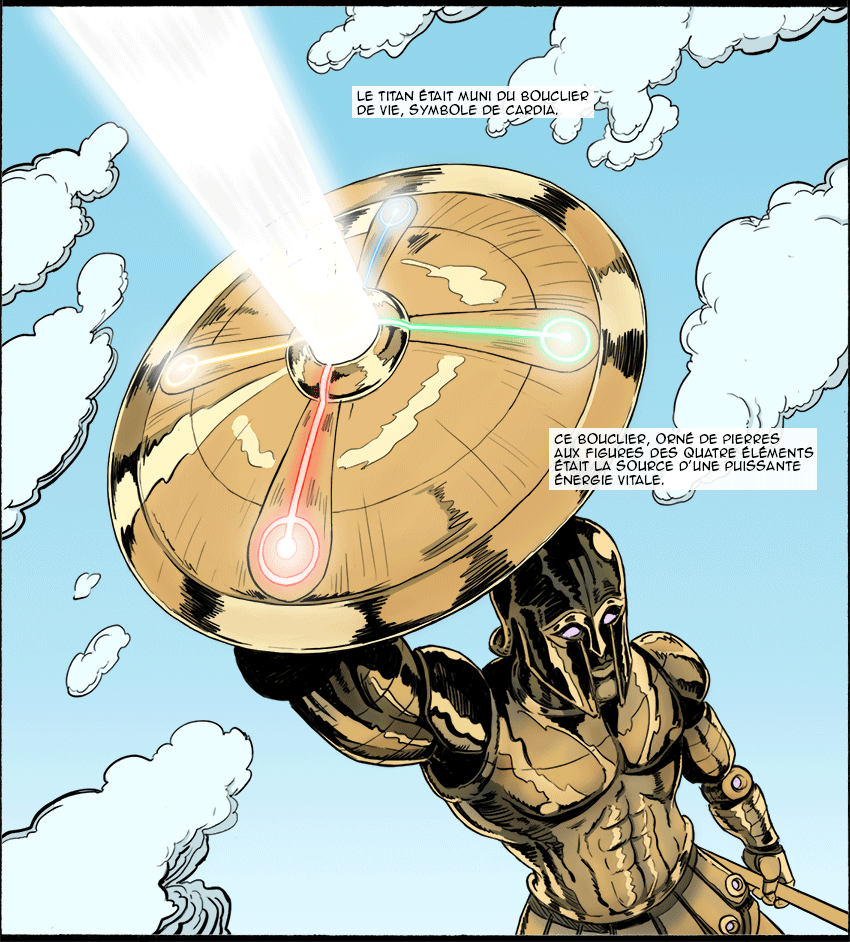 LE TITAN ÉTAIT MUNI DU BOUCLIER
DE VIE, SYMBOLE DE CARDIA.
CE BOUCLIER, ORNÉ DE PIERRES
AUX FIGURES DES QUATRE ÉLÉMENTS
ÉTAIT LA SOURCE D'UNE PUISSANTE
ÉNERGIE VITALE.